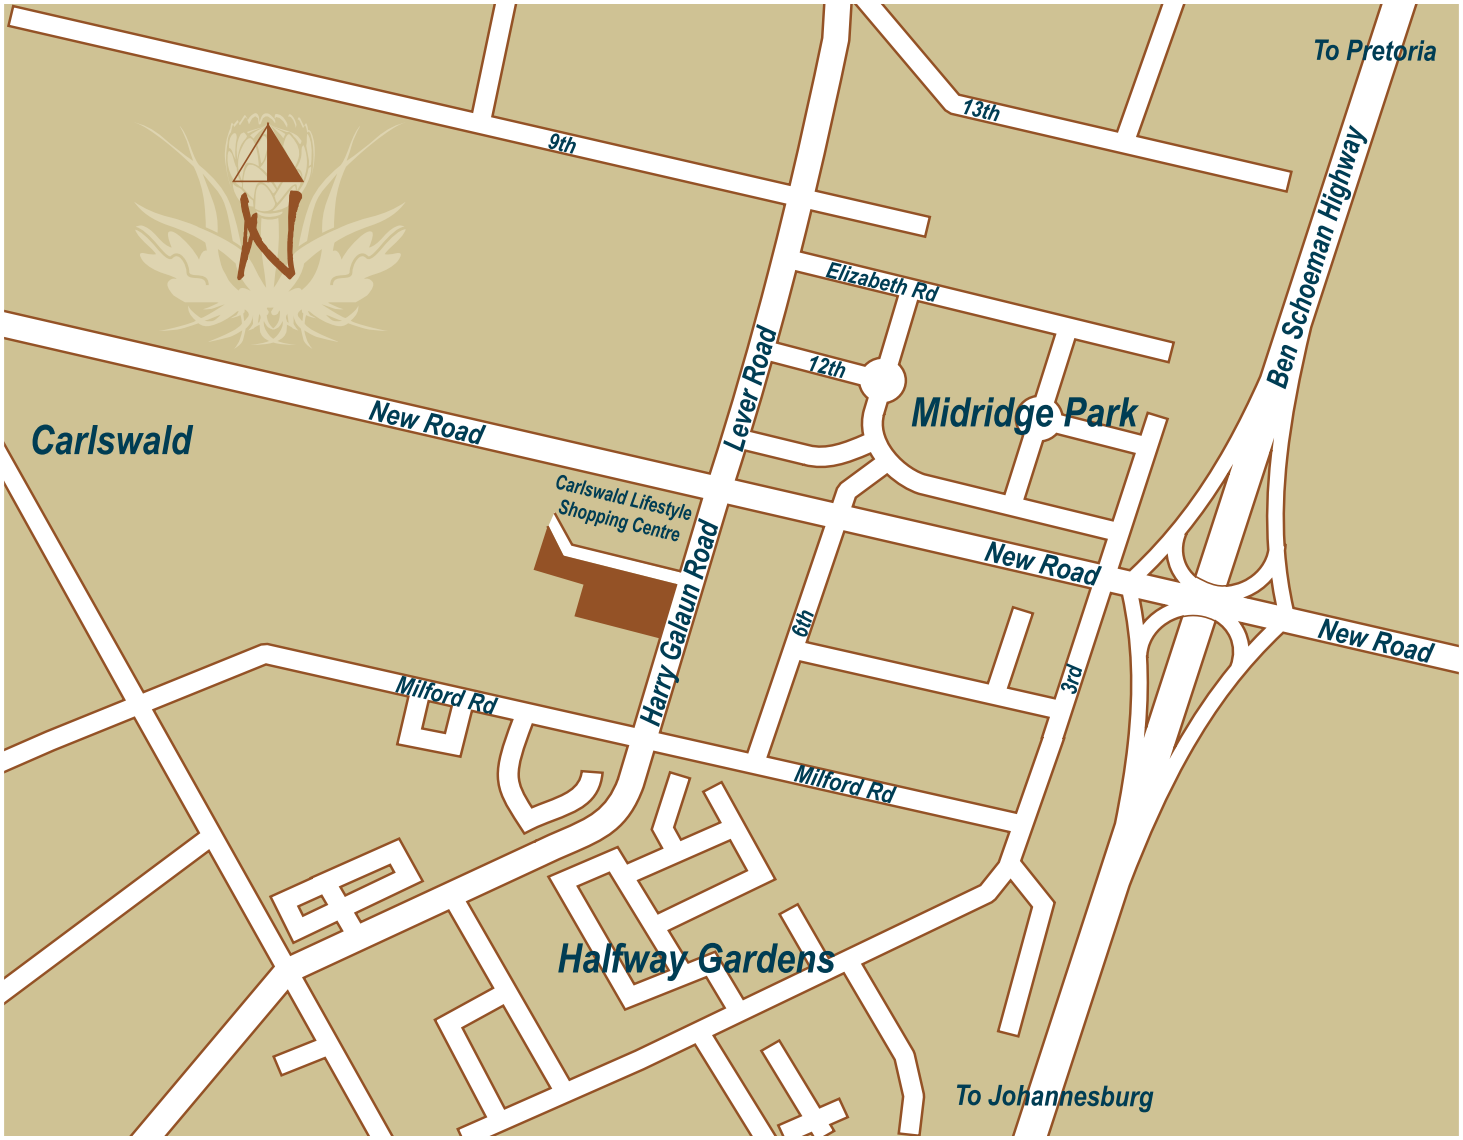 To Pretoria
13th
9th
Ben Schoeman Highway
N
Elizabeth Rd
Lever Road
12th
Midridge Park
New Road
Carlswald
Carlswald Lifestyle
Shopping Centre
Harry Galaun Road
New Road
6th
New Road
3rd
Milford Rd
Milford Rd
Halfway Gardens
To Johannesburg